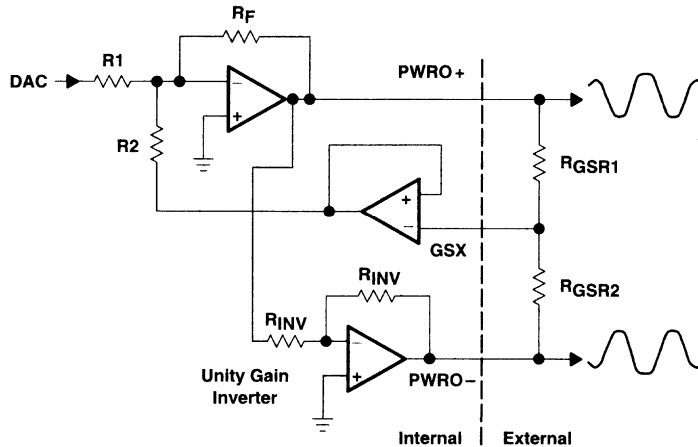 RF
R1
DAC
PWRO+
−
+
R2
RGSR1
+
−
GSX
RINV
RGSR2
RINV
−
+
Unity Gain
Inverter
PWRO−
Internal
External